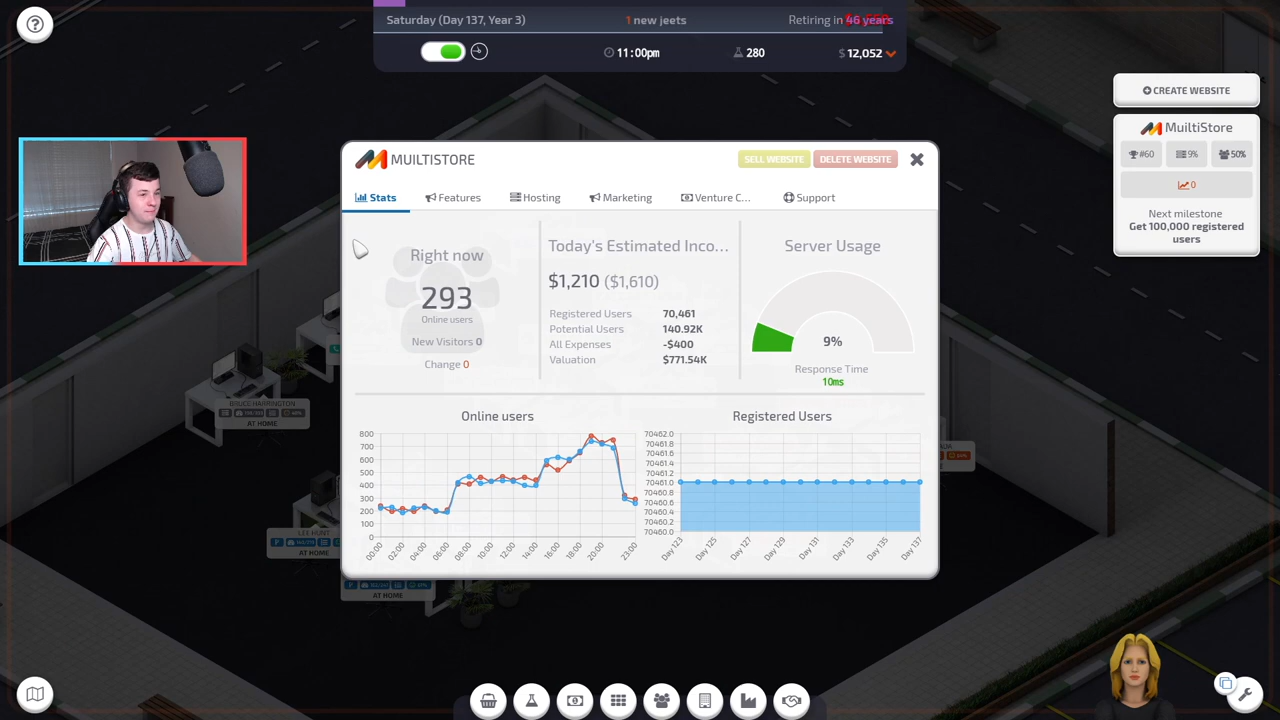 Saturday (Day 137, Year 3)
1 new jeets
Retiring in 46 years
11:00pm
280
$ 12,052
CREATE WEBSITE
MuiltiStore
#60
9%
50%
0
Next milestone
Get 100,000 registered
users
MUILTISTORE
SELL WEBSITE
DELETE WEBSITE
Stats
Features
Hosting
Marketing
Venture C...
Support
Right now
293
Online users
New Visitors 0
Change 0
Today's Estimated Inco...
$1,210 ($1,610)
Registered Users 70,461
Potential Users 140.92K
All Expenses -$400
Valuation $771.54K
Server Usage
9%
Response Time
10ms
Online users
800
700
600
500
400
300
200
100
0
00:00
02:00
04:00
06:00
08:00
10:00
12:00
14:00
16:00
18:00
20:00
23:00
Registered Users
70462.0
70461.8
70461.6
70461.4
70461.2
70461.0
70460.8
70460.6
70460.4
70460.2
70460.0
Day 123
Day 125
Day 127
Day 129
Day 131
Day 133
Day 135
Day 137
BRUCE HARRINGTON
AT HOME
LEE HUNT
AT HOME
AT HOME